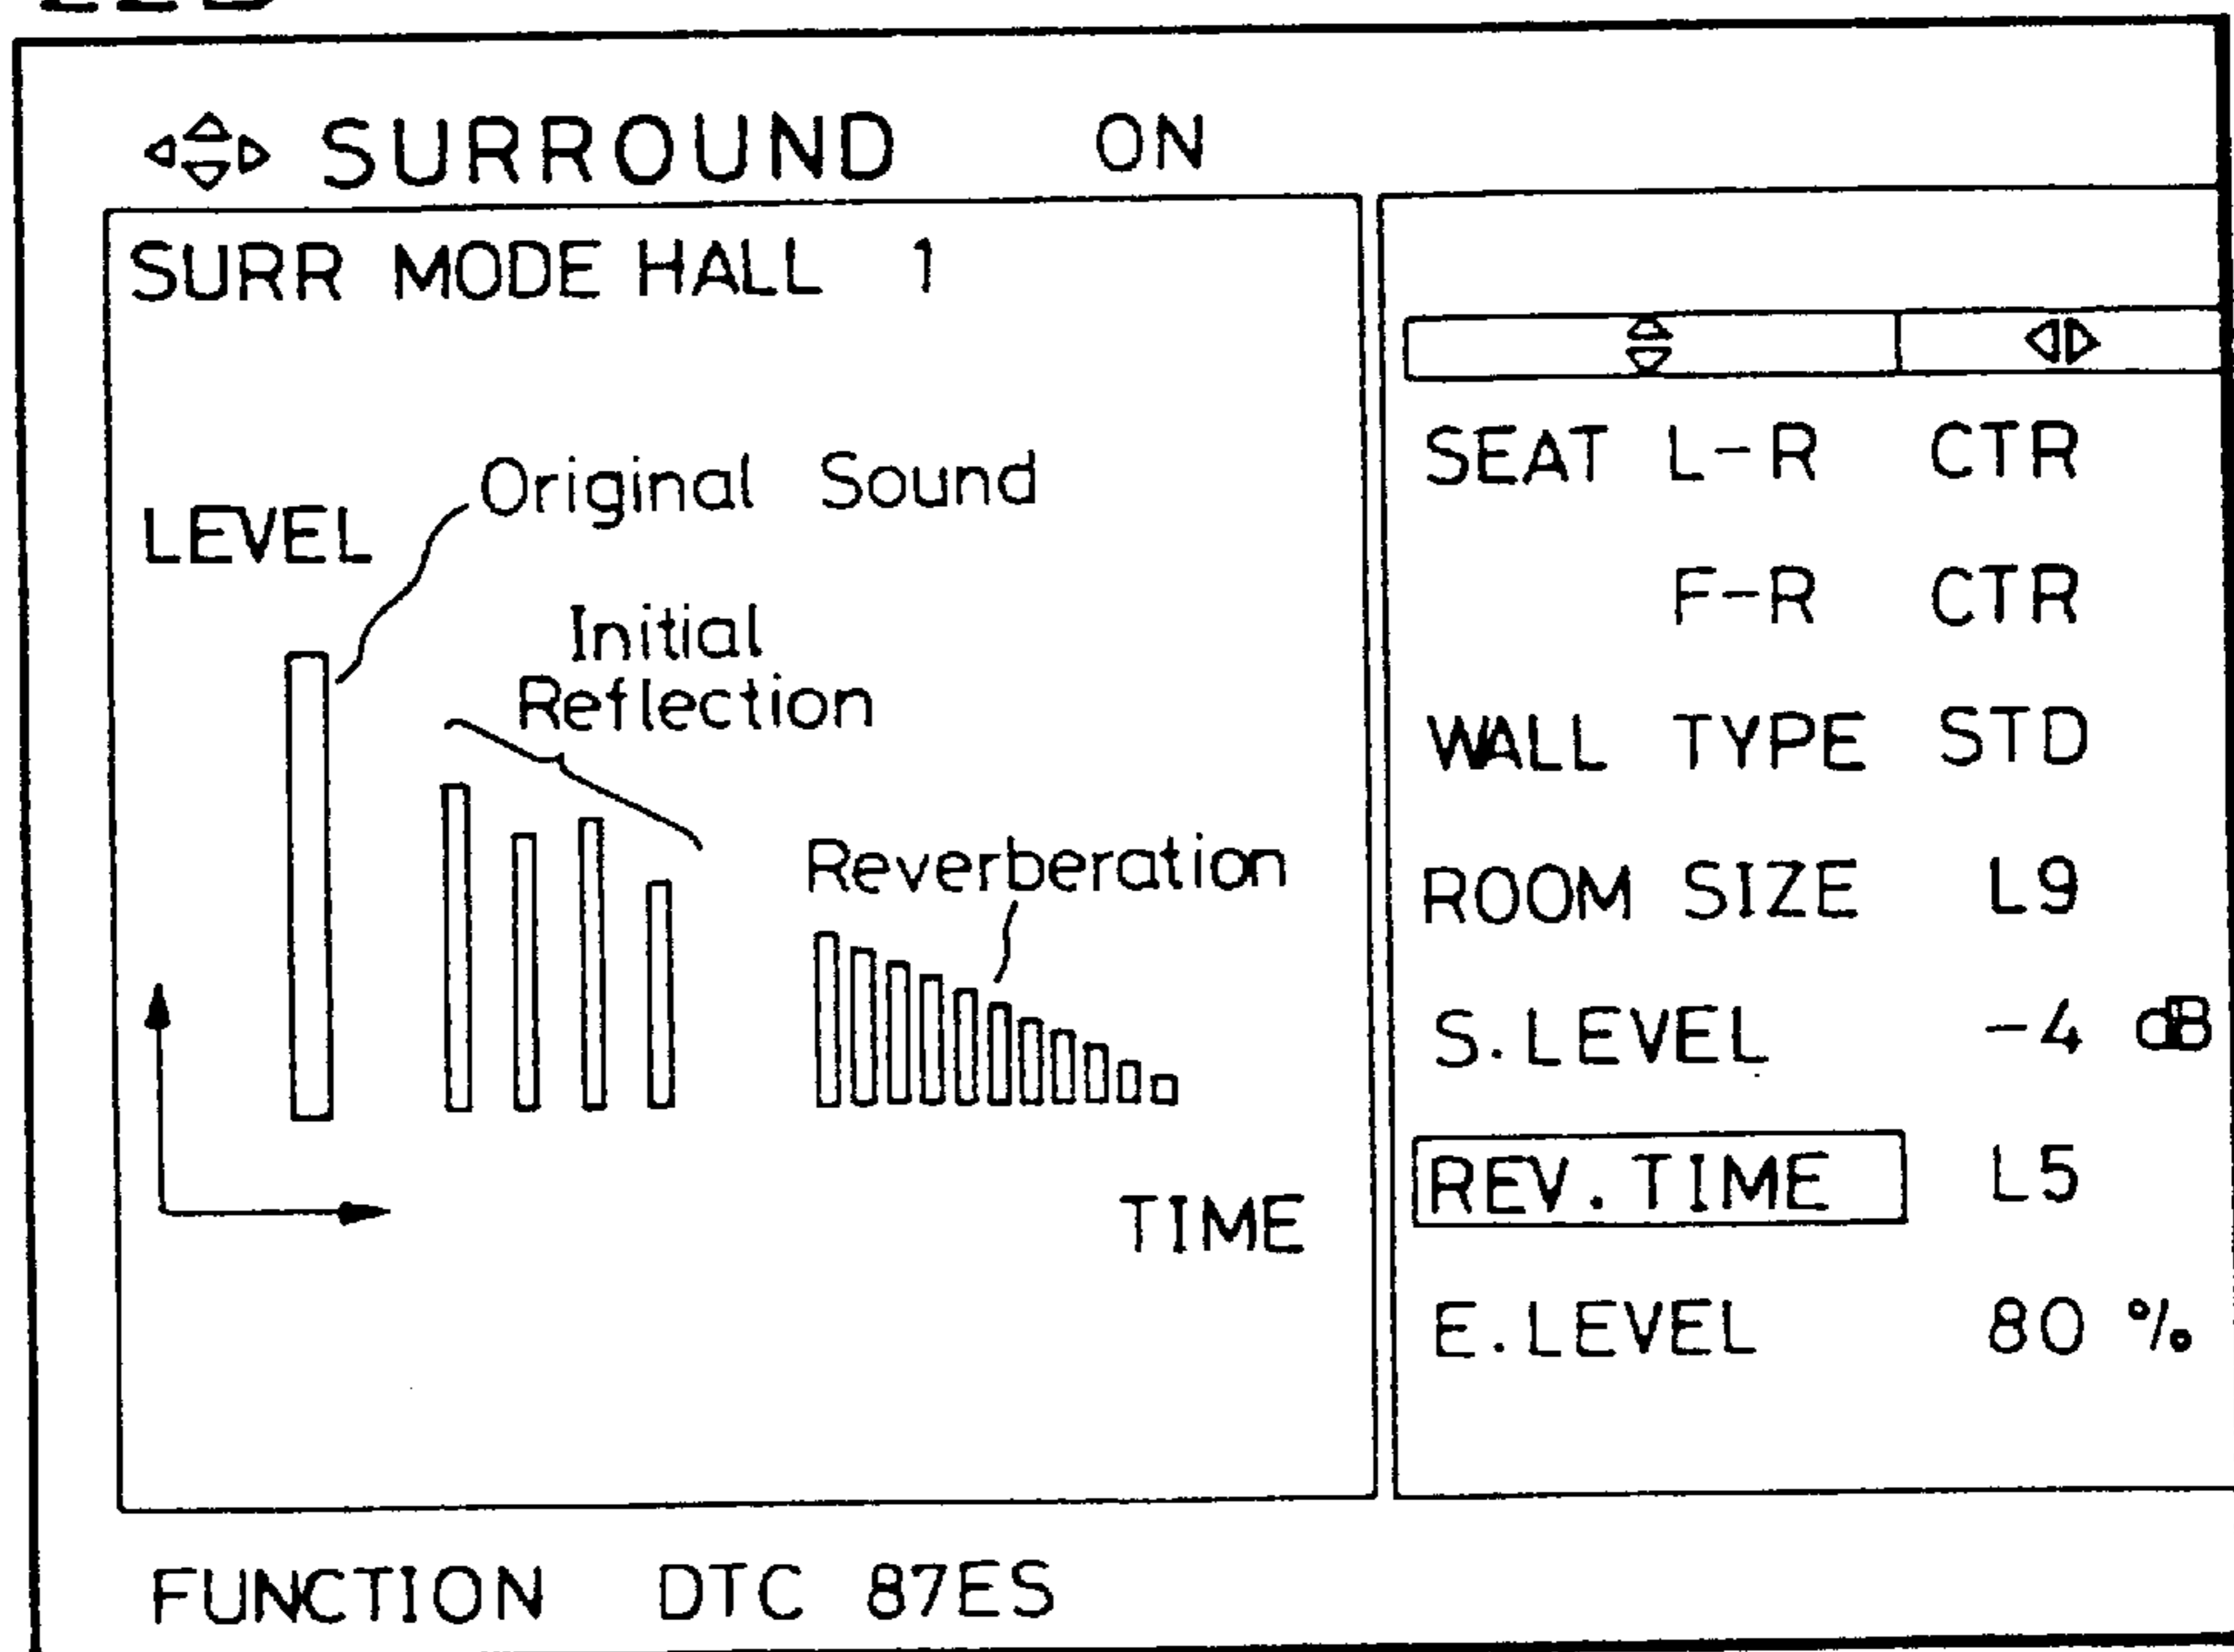 SURROUND ON
SURR MODE HALL 1
Original Sound
LEVEL
Initial
Reflection
Reverberation
TIME
SEAT L-R CTR
F-R CTR
WALL TYPE STD
ROOM SIZE L9
S.LEVEL -4 dB
REV.TIME L5
E.LEVEL 80 %
FUNCTION DTC 87ES